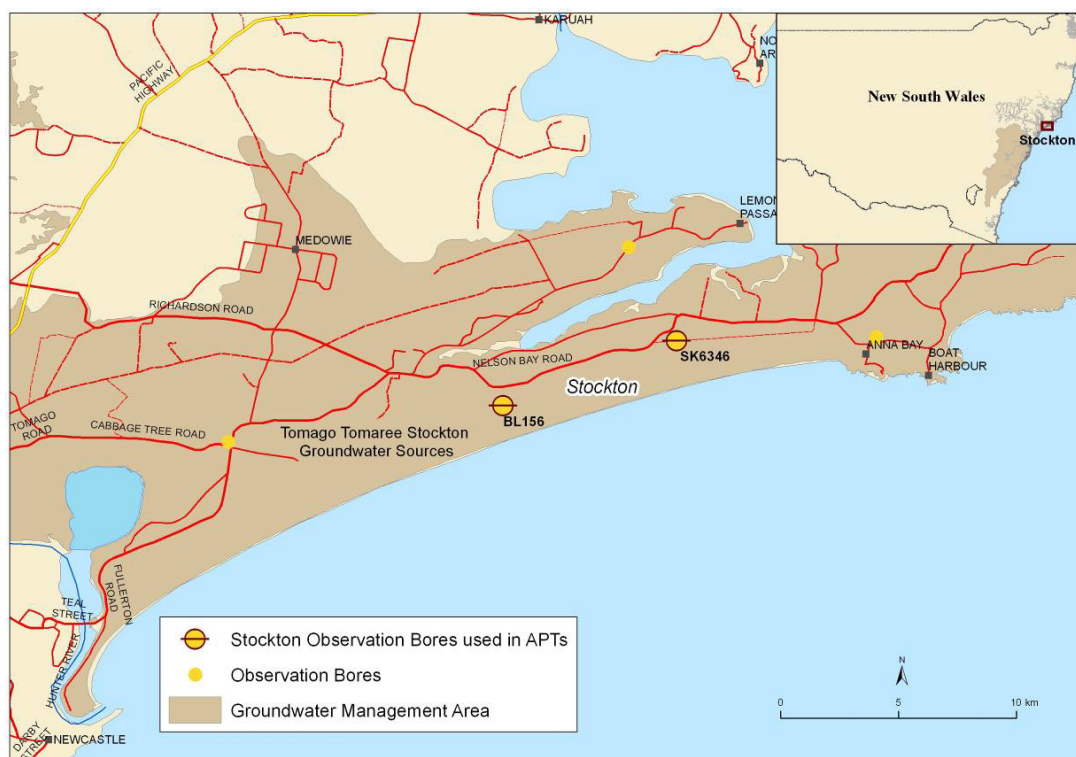 KARUAH
NO
AR
PACIFIC
HIGHWAY
New South Wales
Stockton
LEMON
PASSA
MEDOWIE
RICHARDSON ROAD
NELSON BAY ROAD
SK6346
ANNA BAY
BOAT
HARBOUR
Stockton
BL156
TOMAGO
ROAD
CABBAGE TREE ROAD
Tomago Tomaree Stockton
Groundwater Sources
FULLERTON
ROAD
TEAL
STREET
HUNTER RIVER
DARBY
STREET
NEWCASTLE
Stockton Observation Bores used in APTs
Observation Bores
Groundwater Management Area
N
0 5 10 km